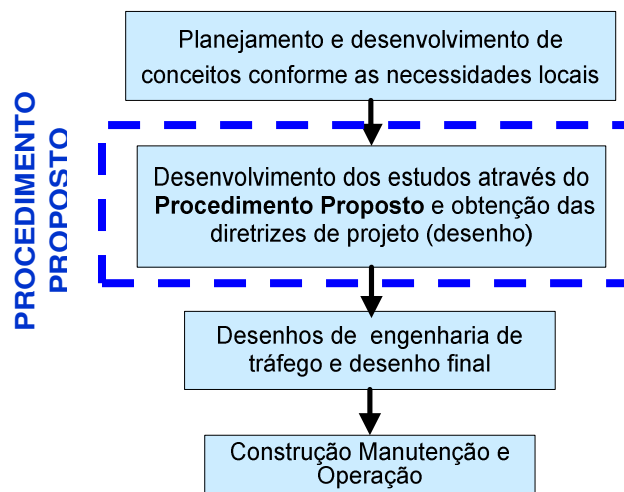 Planejamento e desenvolvimento de
conceitos conforme as necessidades locais
PROCEDIMENTO
PROPOSTO
Desenvolvimento dos estudos através do
Procedimento Proposto e obtenção das
diretrizes de projeto (desenho)
Desenhos de engenharia de
tráfego e desenho final
Construção Manutenção e
Operação